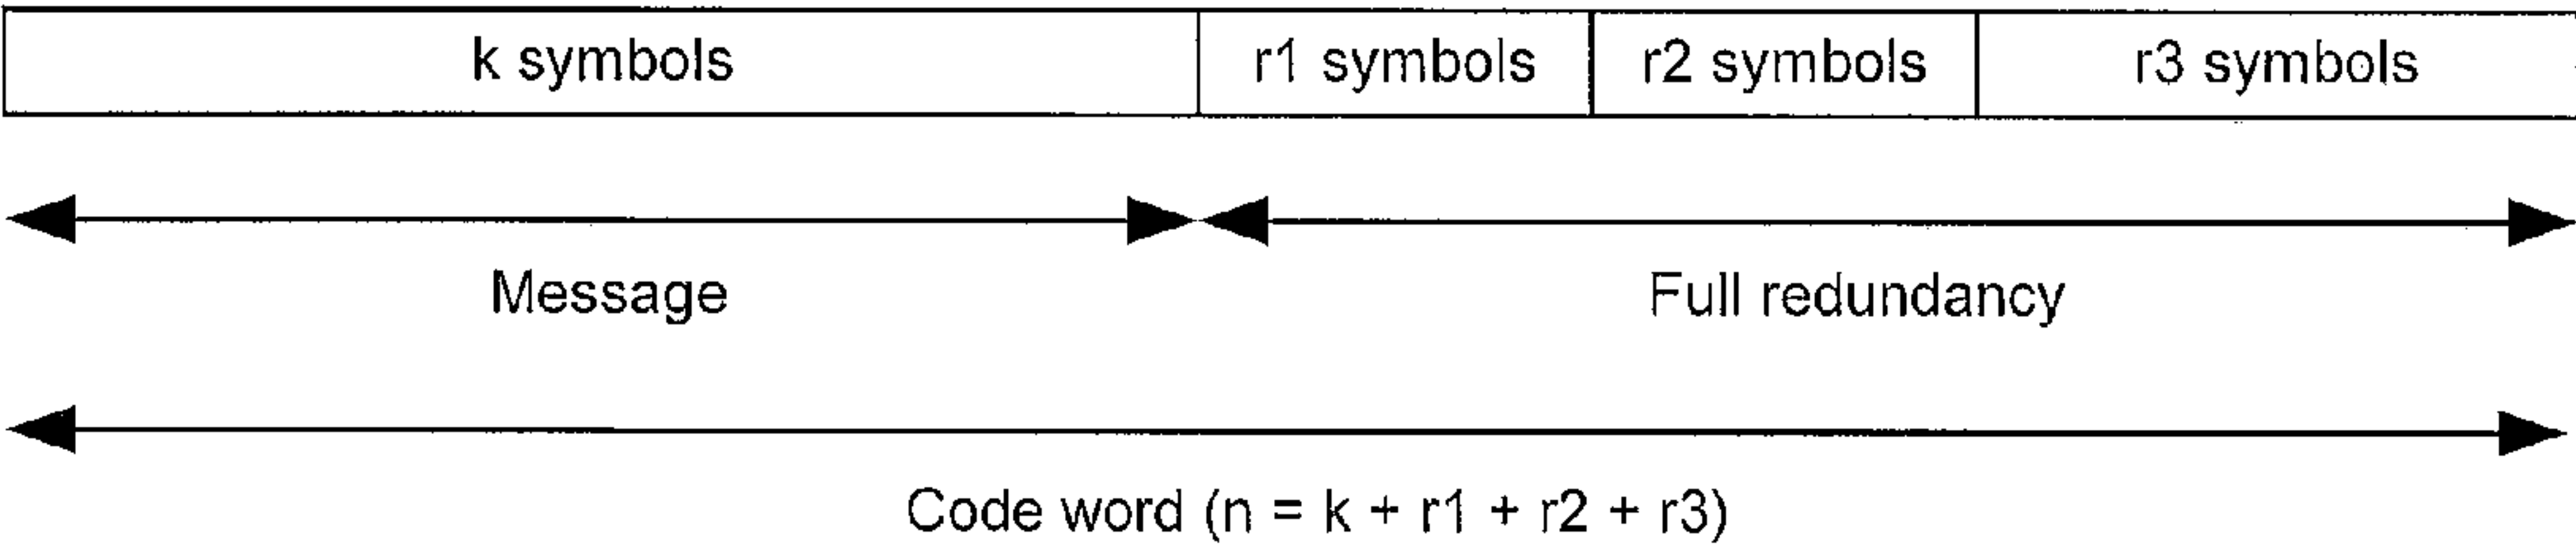 k symbols r1 symbols r2 symbols r3 symbols
Message Full redundancy
Code word (n = k + r1 + r2 + r3)